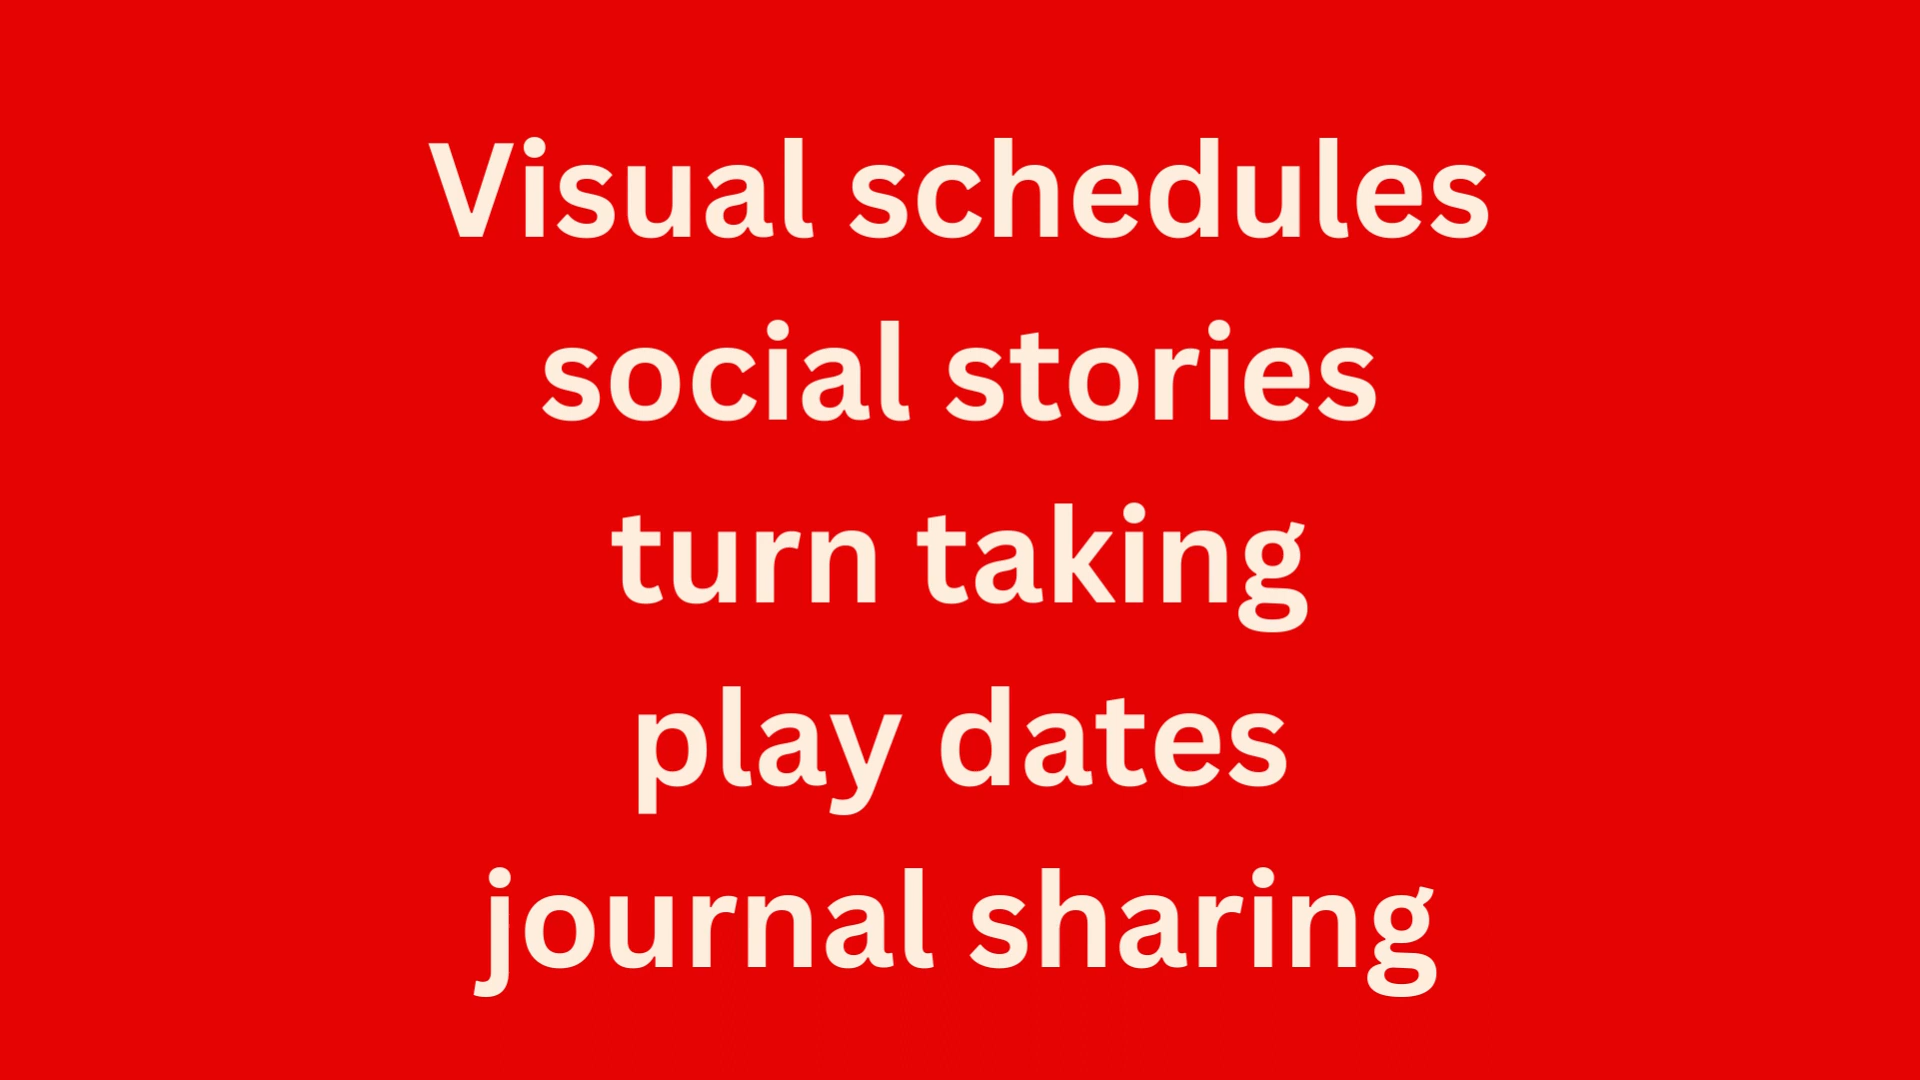 Visual schedules
social stories
turn taking
play dates
journal sharing